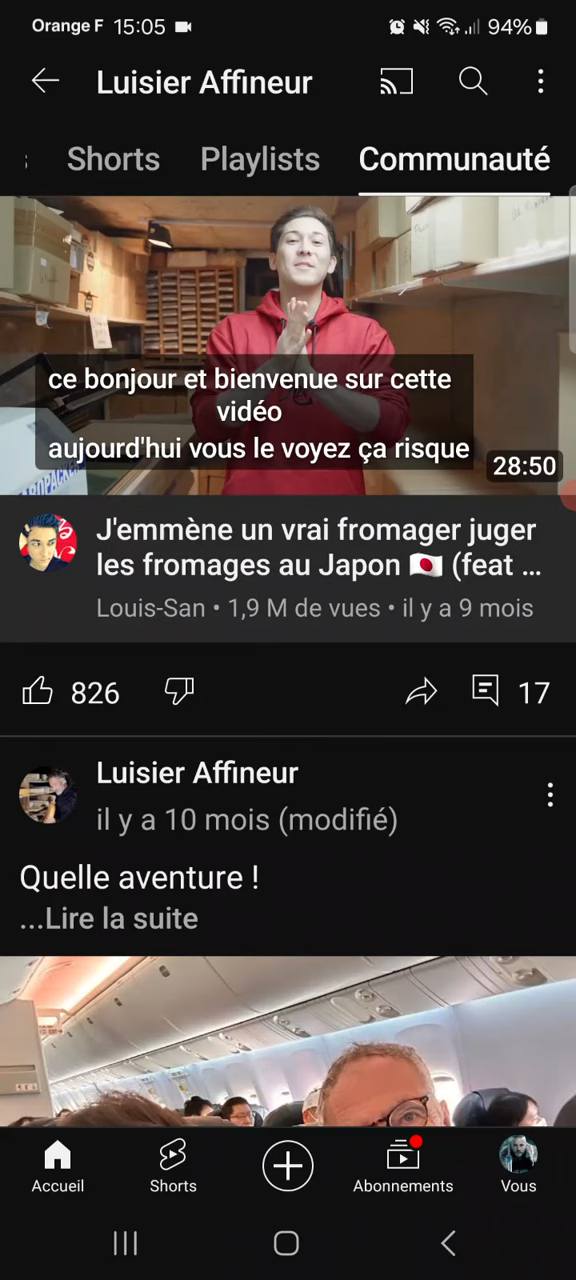 Orange F 15:05 94%
Luisier Affineur
Shorts Playlists Communauté
ce bonjour et bienvenue sur cette
vidéo
aujourd'hui vous le voyez ça risque
28:50
J'emmène un vrai fromager juger
les fromages au Japon 🇯🇵 (feat ...
Louis-San • 1,9 M de vues • il y a 9 mois
826 17
Luisier Affineur
il y a 10 mois (modifié)
Quelle aventure !
...Lire la suite
Accueil Shorts Abonnements Vous